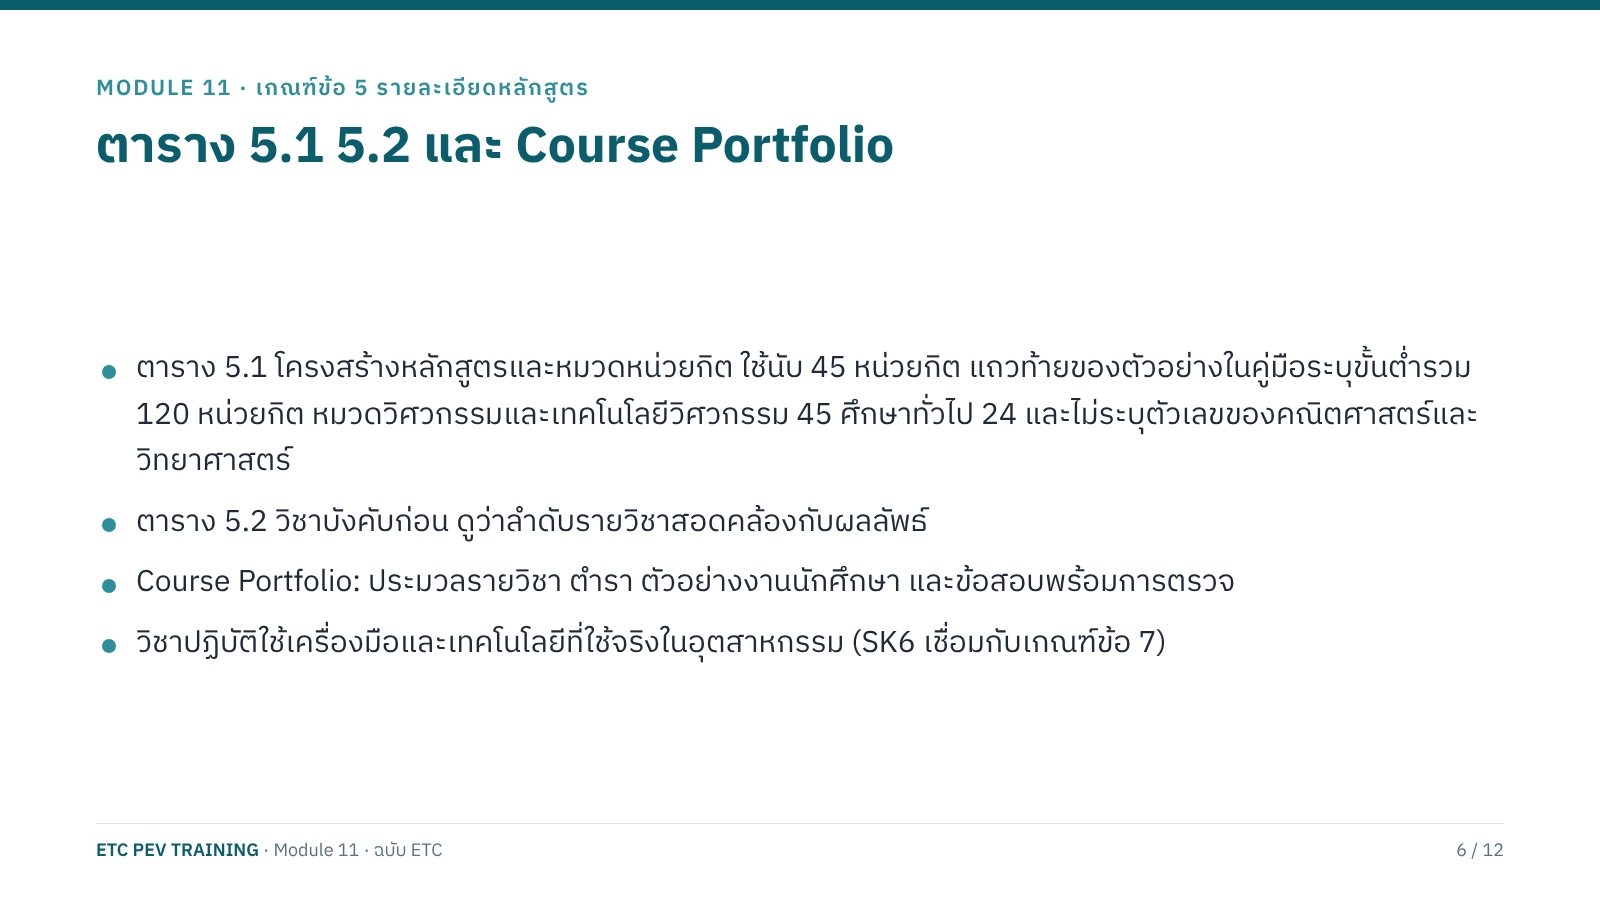 MODULE 11 · เกณฑ์ข้อ 5 รายละเอียดหลักสูตร
ตาราง 5.1 5.2 และ Course Portfolio
ตาราง 5.1 โครงสร้างหลักสูตรและหมวดหน่วยกิต ใช้นับ 45 หน่วยกิต แถวท้ายของตัวอย่างในคู่มือระบุขั้นต่ำรวม
120 หน่วยกิต หมวดวิศวกรรมและเทคโนโลยีวิศวกรรม 45 ศึกษาทั่วไป 24 และไม่ระบุตัวเลขของคณิตศาสตร์และ
วิทยาศาสตร์
ตาราง 5.2 วิชาบังคับก่อน ดูว่าลำดับรายวิชาสอดคล้องกับผลลัพธ์
Course Portfolio: ประมวลรายวิชา ตำรา ตัวอย่างงานนักศึกษา และข้อสอบพร้อมการตรวจ
วิชาปฏิบัติใช้เครื่องมือและเทคโนโลยีที่ใช้จริงในอุตสาหกรรม (SK6 เชื่อมกับเกณฑ์ข้อ 7)
ETC PEV TRAINING · Module 11 · ฉบับ ETC
6 / 12